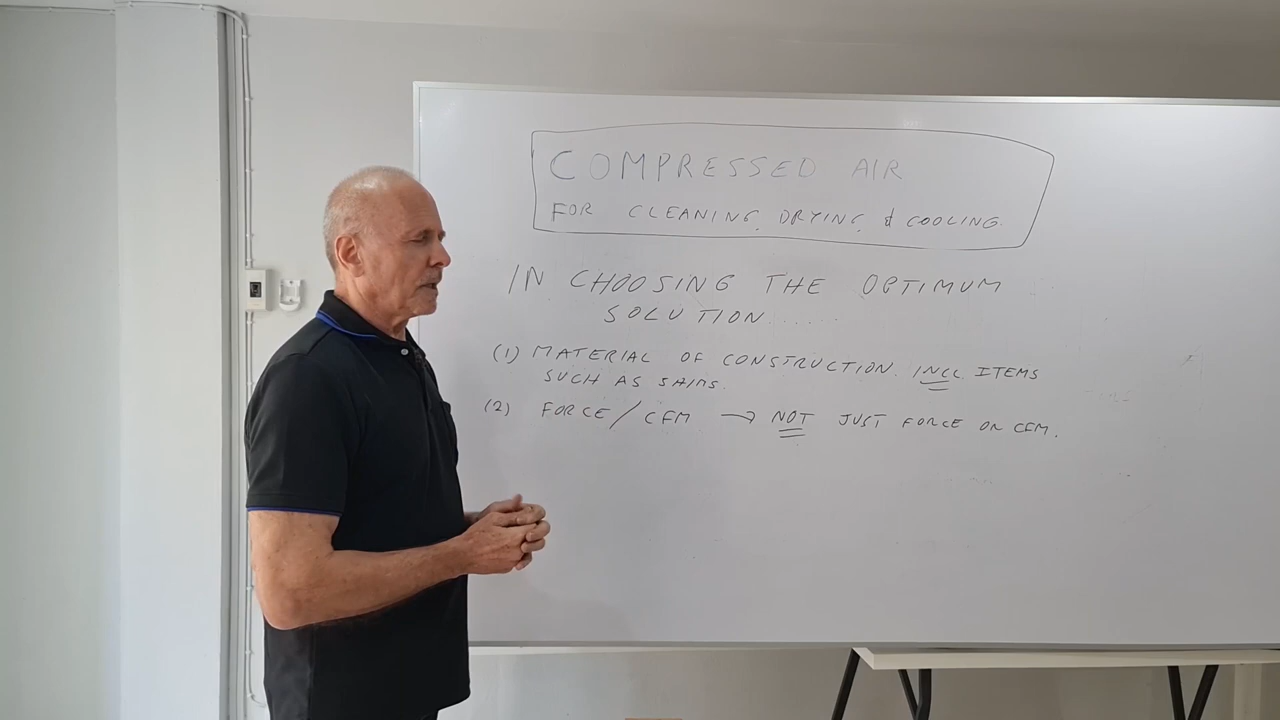 COMPRESSED AIR
FOR CLEANING, DRYING, & COOLING.
IN CHOOSING THE OPTIMUM
SOLUTION......
(1) MATERIAL OF CONSTRUCTION. INCL. ITEMS
SUCH AS SHIMS.
(2) FORCE/CFM → NOT JUST FORCE OR CFM.